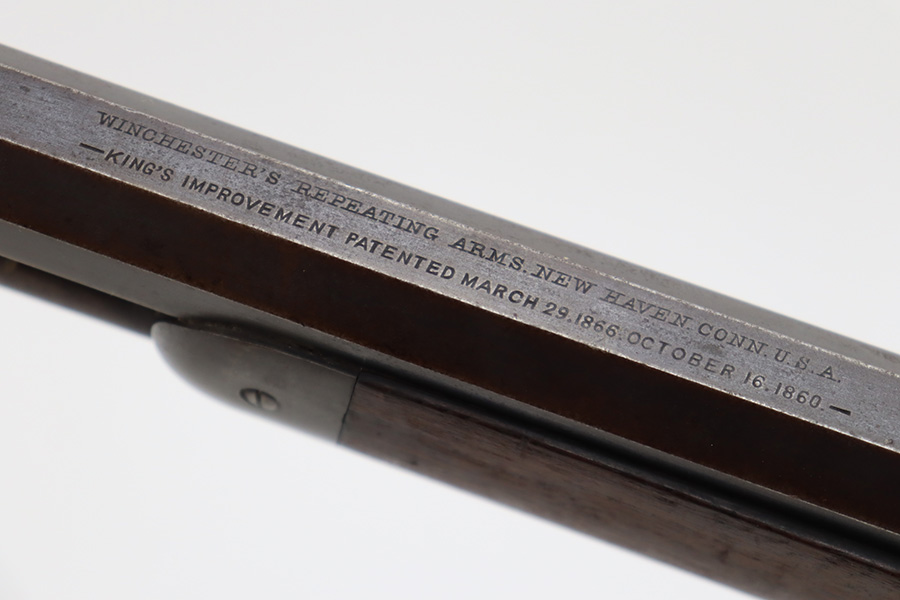 WINCHESTER'S REPEATING ARMS. NEW HAVEN CONN. U.S.A.
—KING'S IMPROVEMENT PATENTED MARCH 29.1866. OCTOBER 16.1860.—